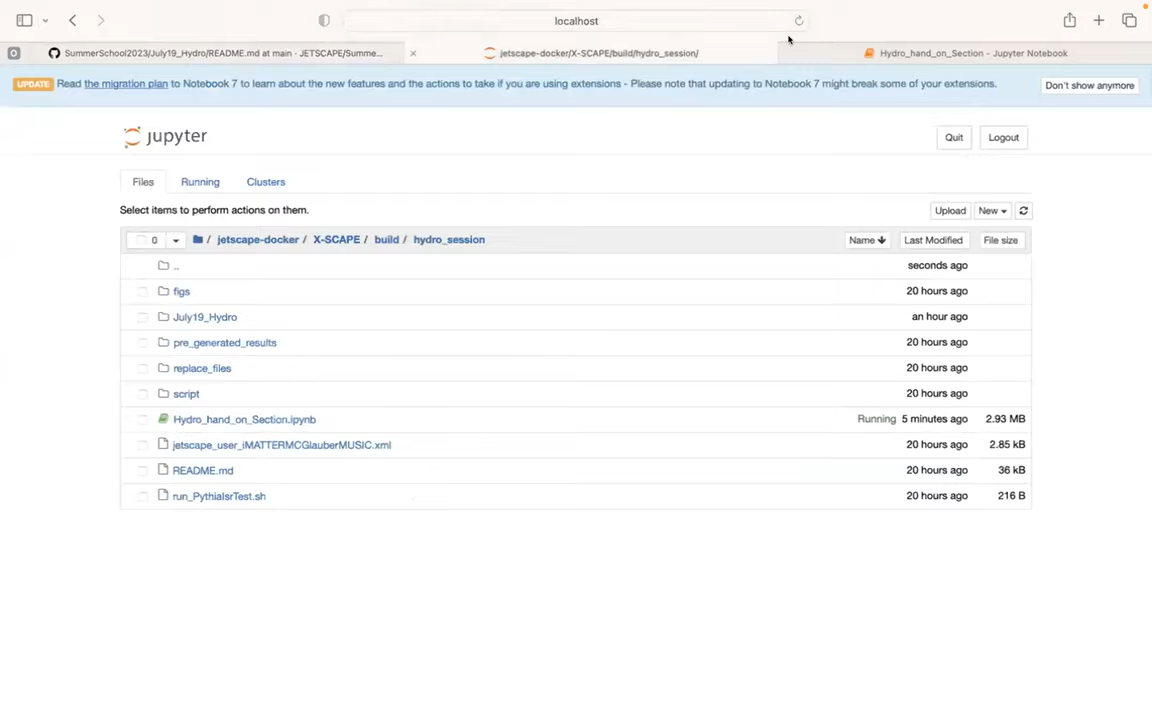 localhost
SummerSchool2023/July19_Hydro/README.md at main · JETSCAPE/Summe...
jetscape-docker/X-SCAPE/build/hydro_session/
Hydro_hand_on_Section - Jupyter Notebook
UPDATE Read the migration plan to Notebook 7 to learn about the new features and the actions to take if you are using extensions - Please note that updating to Notebook 7 might break some of your extensions.
Don't show anymore
jupyter
Quit
Logout
Files
Running
Clusters
Select items to perform actions on them.
Upload
New
0
/ jetscape-docker / X-SCAPE / build / hydro_session
Name
Last Modified
File size
..
seconds ago
figs
20 hours ago
July19_Hydro
an hour ago
pre_generated_results
20 hours ago
replace_files
20 hours ago
script
20 hours ago
Hydro_hand_on_Section.ipynb
Running 5 minutes ago
2.93 MB
jetscape_user_iMATTERMCGlauberMUSIC.xml
20 hours ago
2.85 kB
README.md
20 hours ago
36 kB
run_PythiaIsrTest.sh
20 hours ago
216 B